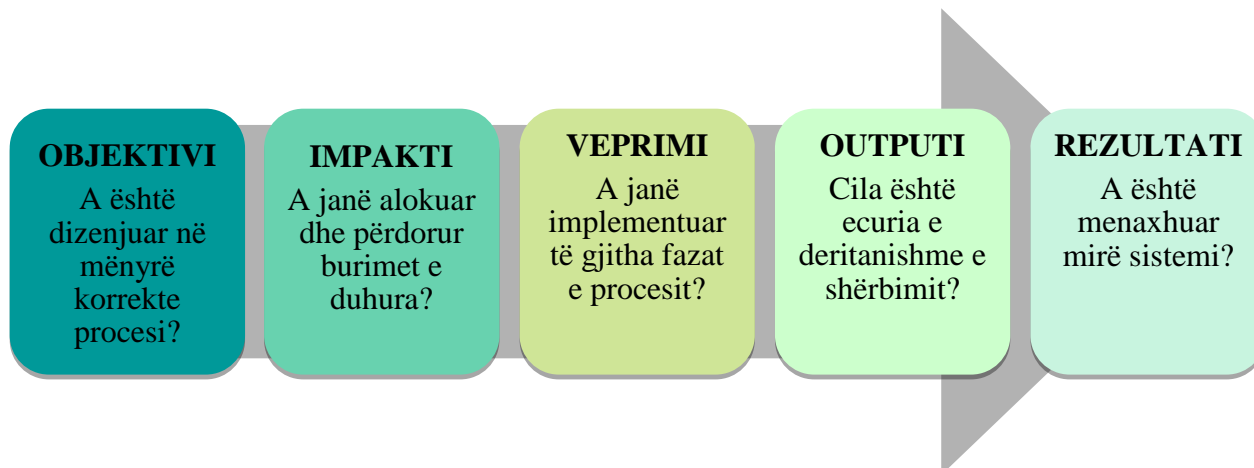 OBJEKTIVI
A është
dizenjuar në
mënyrë
korrekte
procesi?
IMPAKTI
A janë alokuar
dhe përdorur
burimet e
duhura?
VEPRIMI
A janë
implementuar
të gjitha fazat
e procesit?
OUTPUTI
Cila është
ecuria e
deritanishme e
shërbimit?
REZULTATI
A është
menaxhuar
mirë sistemi?